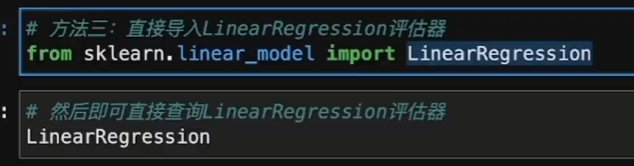 # 方法三：直接导入LinearRegression评估器
from sklearn.linear_model import LinearRegression
# 然后即可直接查询LinearRegression评估器
LinearRegression